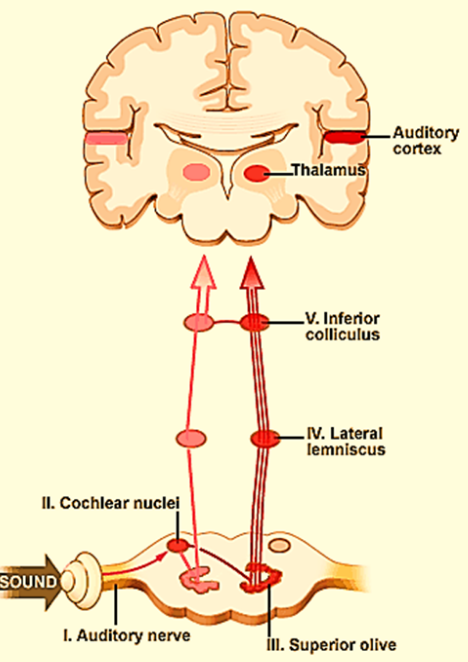 Auditory
cortex
Thalamus
V. Inferior
colliculus
IV. Lateral
lemniscus
II. Cochlear nuclei
SOUND
I. Auditory nerve
III. Superior olive